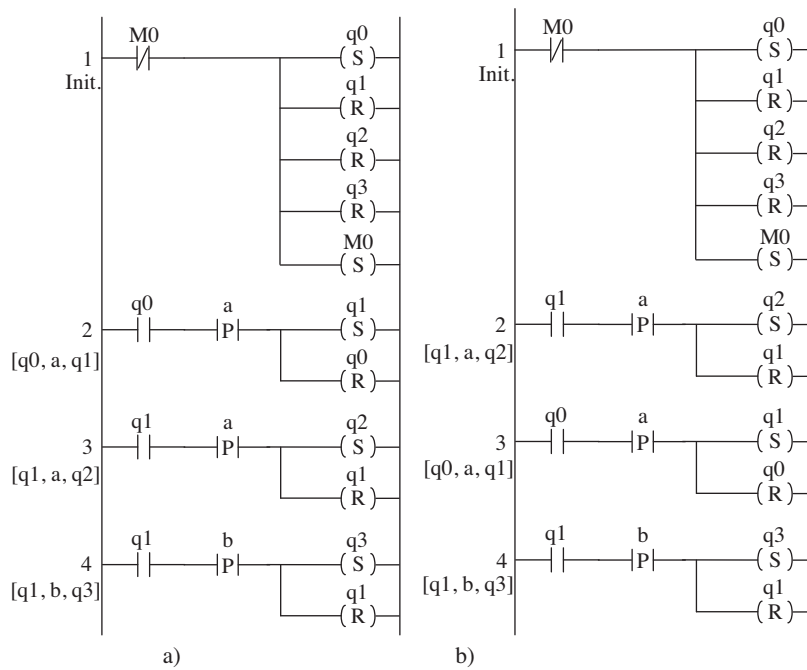 M0 q0
1 (S)
Init. q1
(R)
q2
(R)
q3
(R)
M0
(S)
q0 a q1
2 P (S)
[q0, a, q1] q0
(R)
q1 a q2
3 P (S)
[q1, a, q2] q1
(R)
q1 b q3
4 P (S)
[q1, b, q3] q1
(R)
a)
M0 q0
1 (S)
Init. q1
(R)
q2
(R)
q3
(R)
M0
(S)
q1 a q2
2 P (S)
[q1, a, q2] q1
(R)
q0 a q1
3 P (S)
[q0, a, q1] q0
(R)
q1 b q3
4 P (S)
[q1, b, q3] q1
(R)
b)